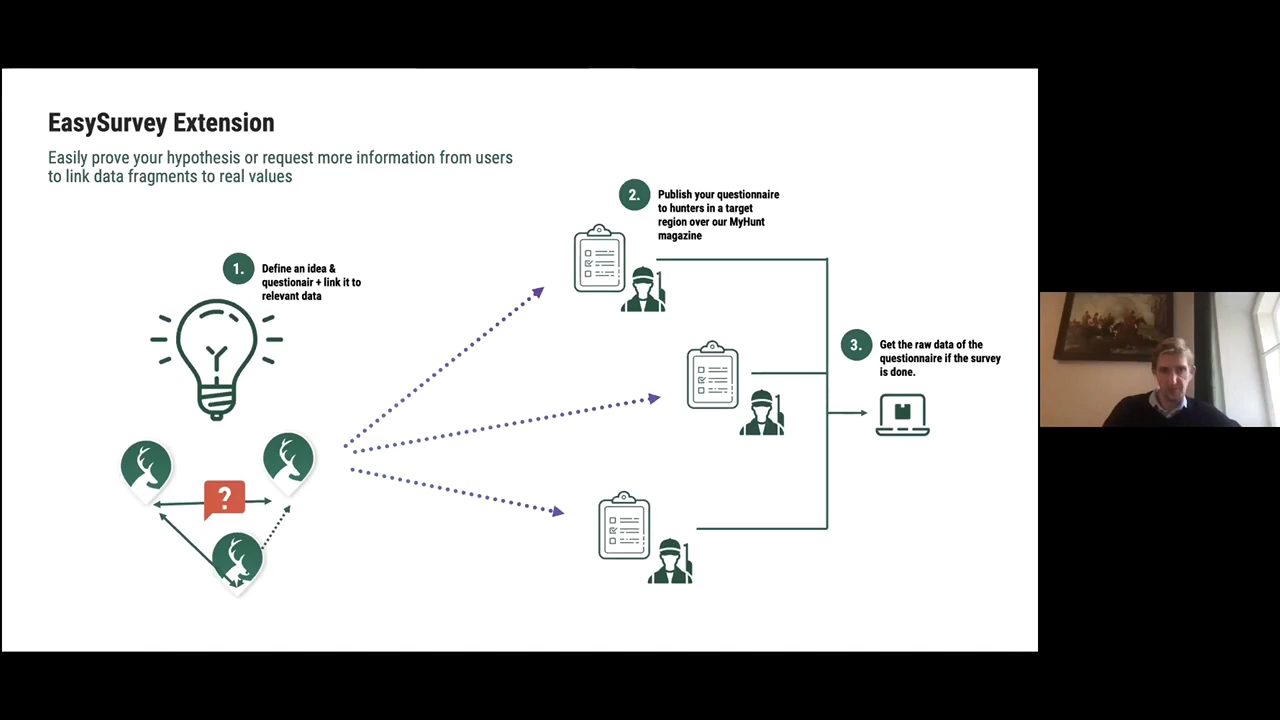 EasySurvey Extension
Easily prove your hypothesis or request more information from users
to link data fragments to real values
1.
Define an idea &
questionair + link it to
relevant data
?
2.
Publish your questionnaire
to hunters in a target
region over our MyHunt
magazine
3.
Get the raw data of the
questionnaire if the survey
is done.